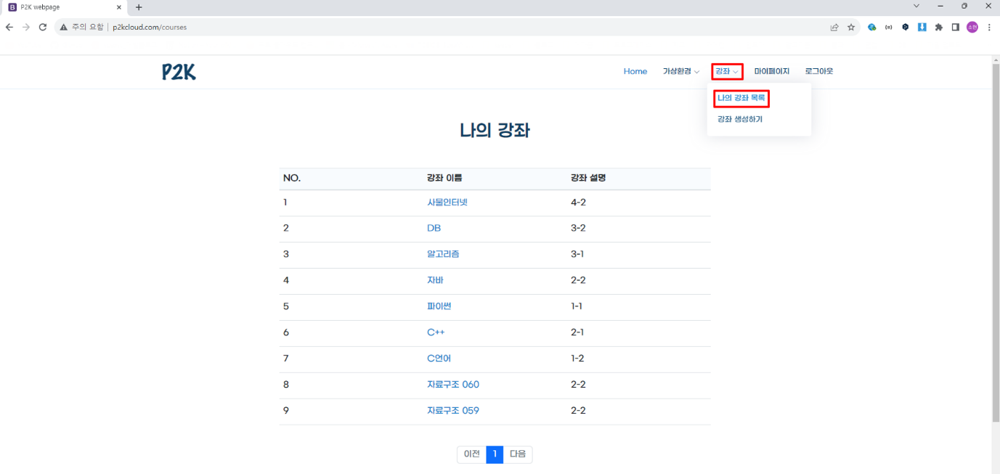 P2K webpage
주의 요함 | p2kcloud.com/courses
P2K
Home 가상환경 강좌 마이페이지 로그아웃
나의 강좌 목록
강좌 생성하기
나의 강좌
NO. 강좌 이름 강좌 설명
1 사물인터넷 4-2
2 DB 3-2
3 알고리즘 3-1
4 자바 2-2
5 파이썬 1-1
6 C++ 2-1
7 C언어 1-2
8 자료구조 060 2-2
9 자료구조 059 2-2
이전 1 다음